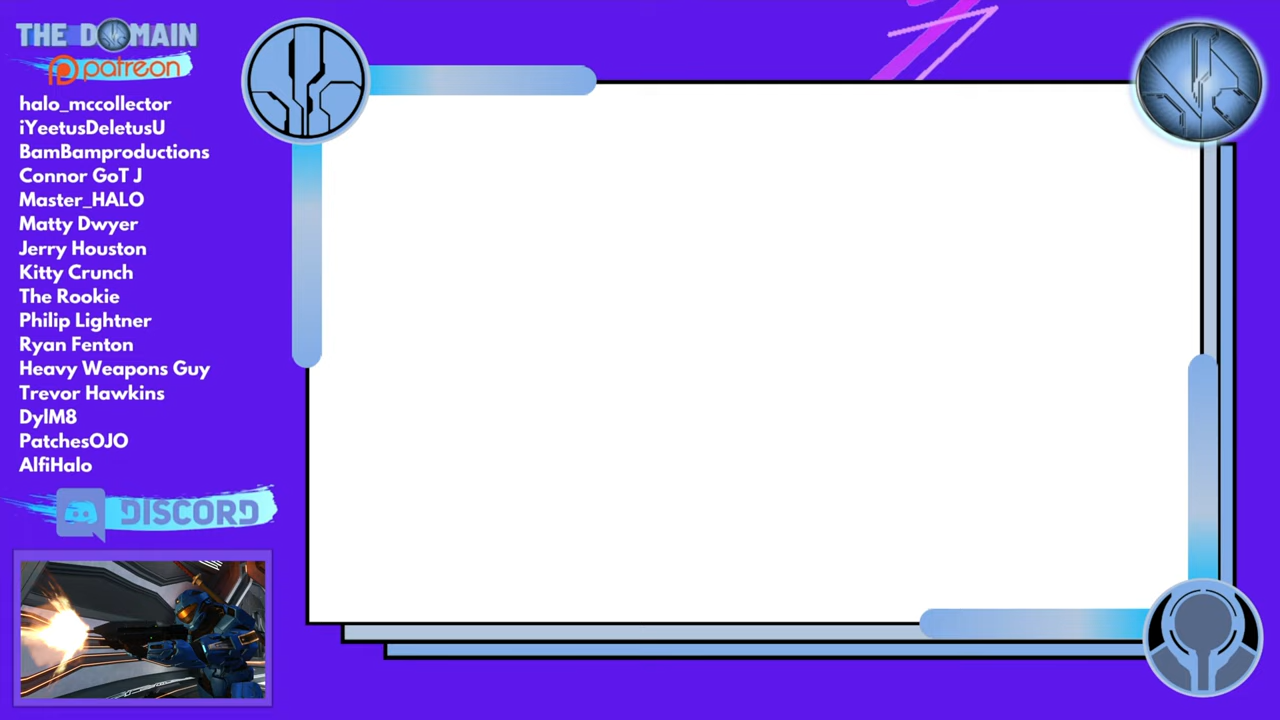 THE DOMAIN
patreon
halo_mccollector
iYeetusDeletusU
BamBamproductions
Connor GoT J
Master_HALO
Matty Dwyer
Jerry Houston
Kitty Crunch
The Rookie
Philip Lightner
Ryan Fenton
Heavy Weapons Guy
Trevor Hawkins
DylM8
PatchesOJO
AlfiHalo
DISCORD